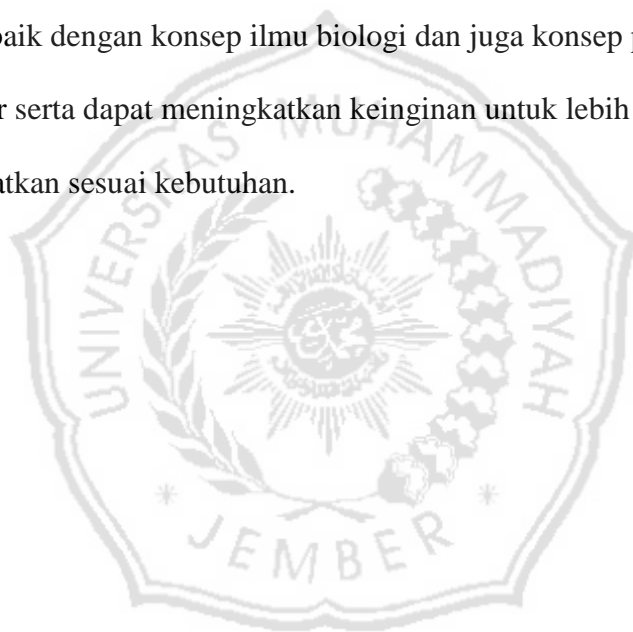 baik dengan konsep ilmu biologi dan juga konsep
serta dapat meningkatkan keinginan untuk lebih
sesuai kebutuhan.
UNIVERSITAS MUHAMMADIYAH
JEMBER